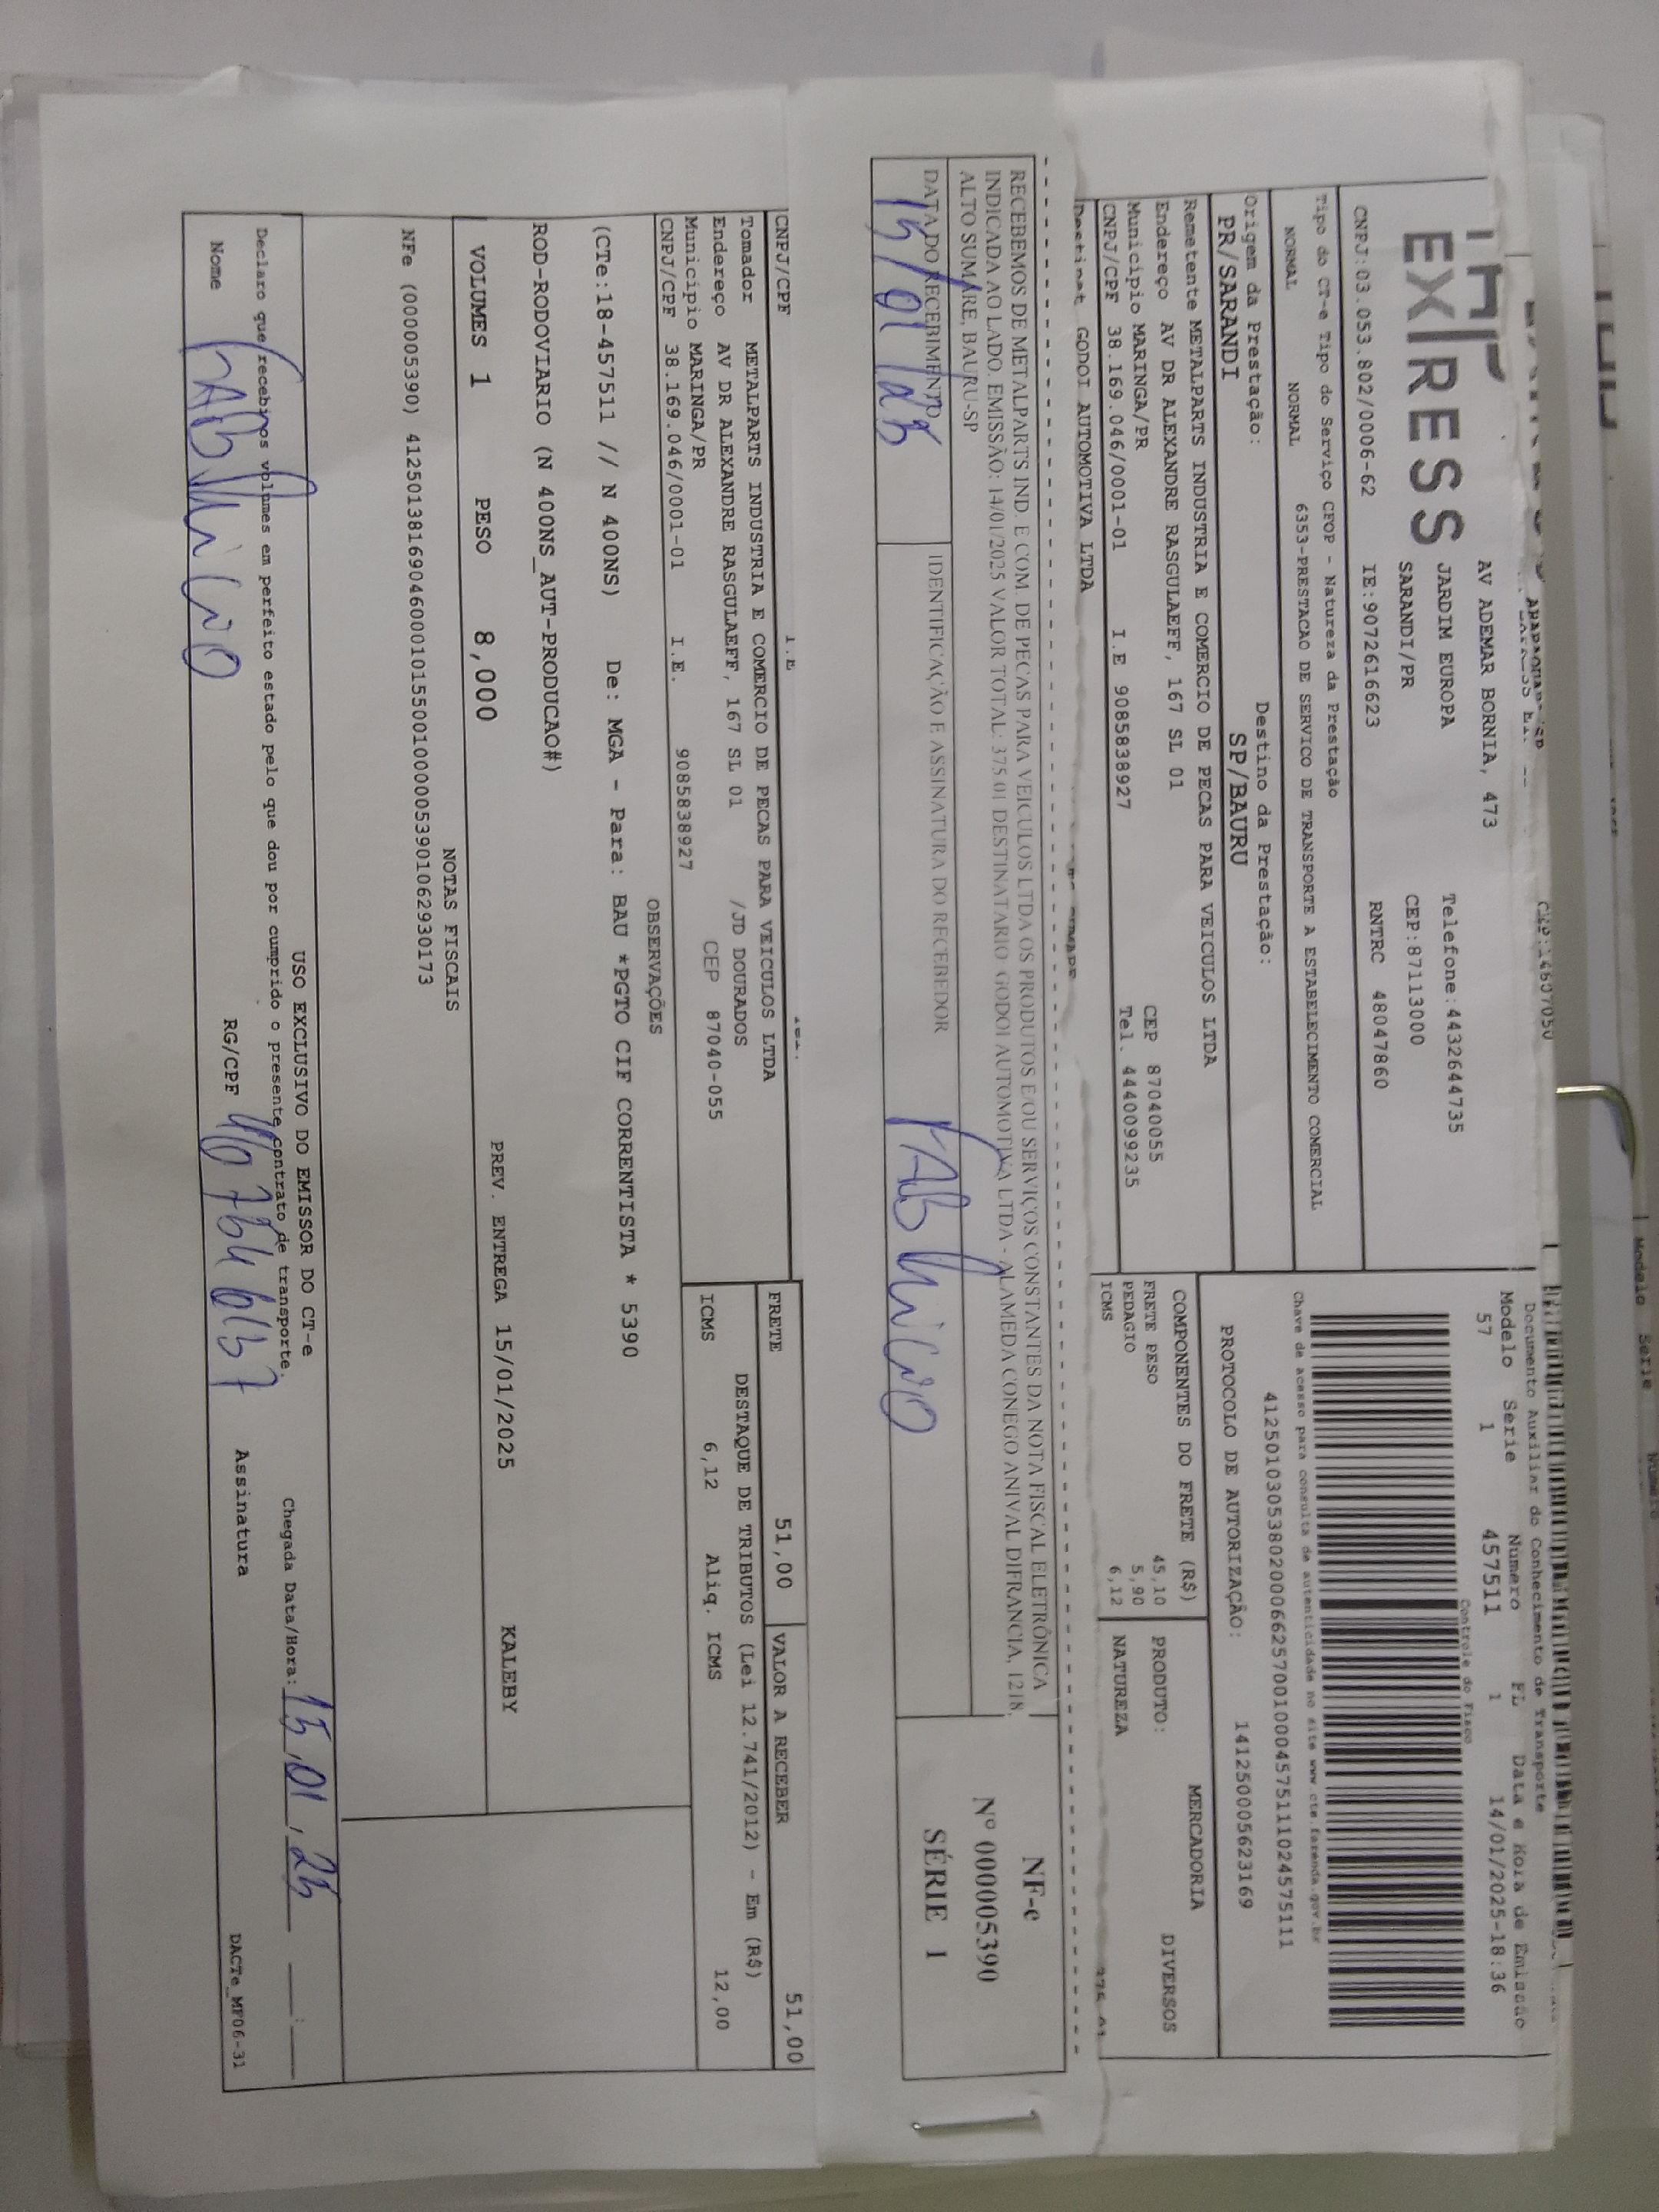 EXPRESS
AV ADEMAR BORNIA, 473
JARDIM EUROPA
SARANDI/PR
Telefone:4432644735
CEP:87113000
CNPJ:03.053.802/0006-62 IE:9072616623 RNTRC 48047860
Tipo do CT-e Tipo do Serviço CFOP - Natureza da Prestação
NORMAL NORMAL 6353-PRESTACAO DE SERVICO DE TRANSPORTE A ESTABELECIMENTO COMERCIAL
Origem da Prestação: Destino da Prestação:
PR/SARANDI SP/BAURU
Remetente METALPARTS INDUSTRIA E COMERCIO DE PECAS PARA VEICULOS LTDA
Endereço AV DR ALEXANDRE RASGULAEFF, 167 SL 01
Município MARINGA/PR CEP 87040055
CNPJ/CPF 38.169.046/0001-01 I.E 9085838927 Tel. 4440099235
GODOI AUTOMOTIVA LTDA
Documento Auxiliar do Conhecimento de Transporte
Modelo Série Número FL Data e Hora de Emissão
57 1 457511 1 14/01/2025-18:36
Controle do Fisco
Chave de acesso para consulta de autenticidade no site www.cte.fazenda.gov.br
41250103053802000662570010004575111024575111
PROTOCOLO DE AUTORIZAÇÃO: 141250005623169
COMPONENTES DO FRETE (R$) MERCADORIA
FRETE PESO 45,10
PEDAGIO 5,90
ICMS 6,12
PRODUTO: DIVERSOS
NATUREZA
RECEBEMOS DE METALPARTS IND. E COM. DE PECAS PARA VEICULOS LTDA OS PRODUTOS E/OU SERVIÇOS CONSTANTES DA NOTA FISCAL ELETRÔNICA
INDICADA AO LADO. EMISSÃO: 14/01/2025 VALOR TOTAL: 375.01 DESTINATARIO: GODOI AUTOMOTIVA LTDA - ALAMEDA CONEGO ANIVAL DIFRANCIA, 1218,
ALTO SUMARE, BAURU-SP
DATA DO RECEBIMENTO IDENTIFICAÇÃO E ASSINATURA DO RECEBEDOR
15/01/25 FABRICIO
NF-e
Nº 000005390
SÉRIE 1
CNPJ/CPF I.E
Tomador METALPARTS INDUSTRIA E COMERCIO DE PECAS PARA VEICULOS LTDA
Endereço AV DR ALEXANDRE RASGULAEFF, 167 SL 01 /JD DOURADOS
Município MARINGA/PR CEP 87040-055
CNPJ/CPF 38.169.046/0001-01 I.E. 9085838927
FRETE 51,00 VALOR A RECEBER 51,00
DESTAQUE DE TRIBUTOS (Lei 12.741/2012) - Em (R$)
ICMS 6,12 Aliq. ICMS 12,00
OBSERVAÇÕES
(CTe:18-457511 // N 400NS) De: MGA - Para: BAU *PGTO CIF CORRENTISTA * 5390
ROD-RODOVIARIO (N 400NS_AUT-PRODUCAO#)
VOLUMES 1 PESO 8,000 PREV. ENTREGA 15/01/2025 KALEBY
NOTAS FISCAIS
NFe (000005390) 41250138169046000101550010000053901062930173
USO EXCLUSIVO DO EMISSOR DO CT-e
Declaro que recebi os volumes em perfeito estado pelo que dou por cumprido o presente contrato de transporte.
Chegada Data/Hora: 15/01/25
Nome FABRICIO RG/CPF Assinatura
DACTe_MF06-31